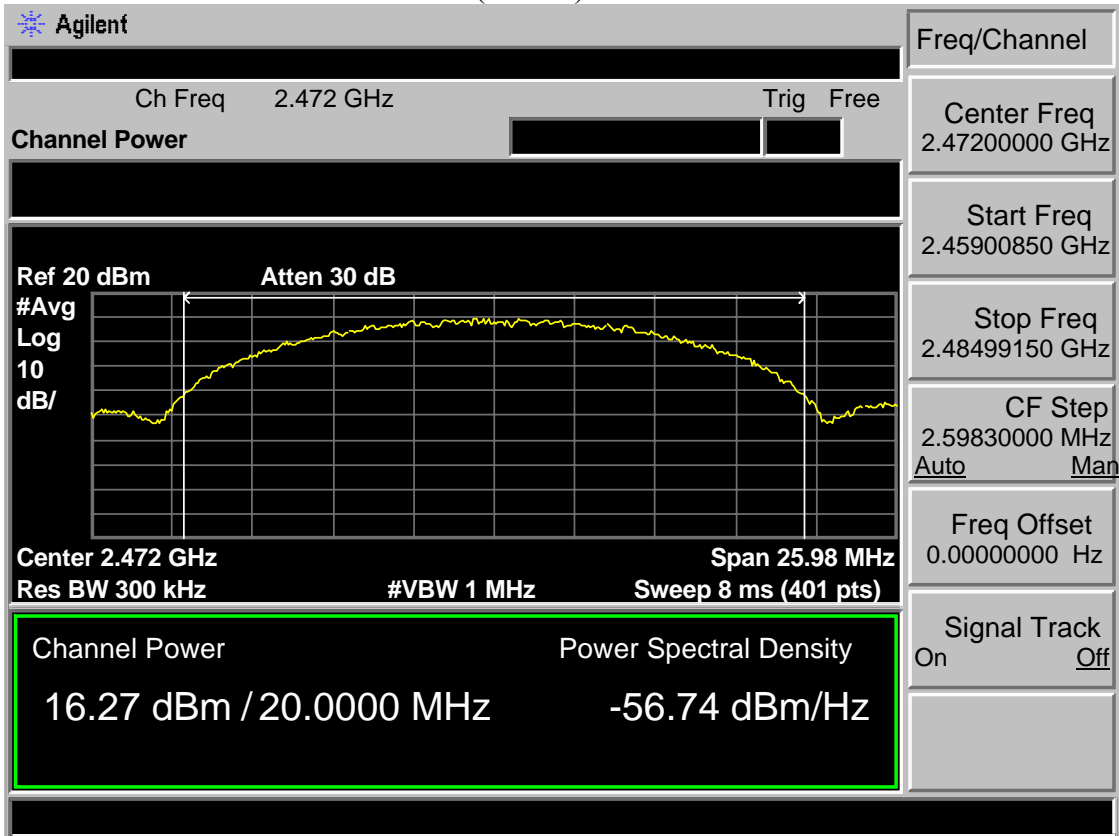 Agilent
Freq/Channel
Ch Freq 2.472 GHz Trig Free
Channel Power
Center Freq
2.47200000 GHz
Start Freq
2.45900850 GHz
Stop Freq
2.48499150 GHz
CF Step
2.59830000 MHz
Auto Man
Freq Offset
0.00000000 Hz
Signal Track
On Off
Ref 20 dBm Atten 30 dB
#Avg
Log
10
dB/
Center 2.472 GHz Span 25.98 MHz
Res BW 300 kHz #VBW 1 MHz Sweep 8 ms (401 pts)
Channel Power Power Spectral Density
16.27 dBm / 20.0000 MHz -56.74 dBm/Hz